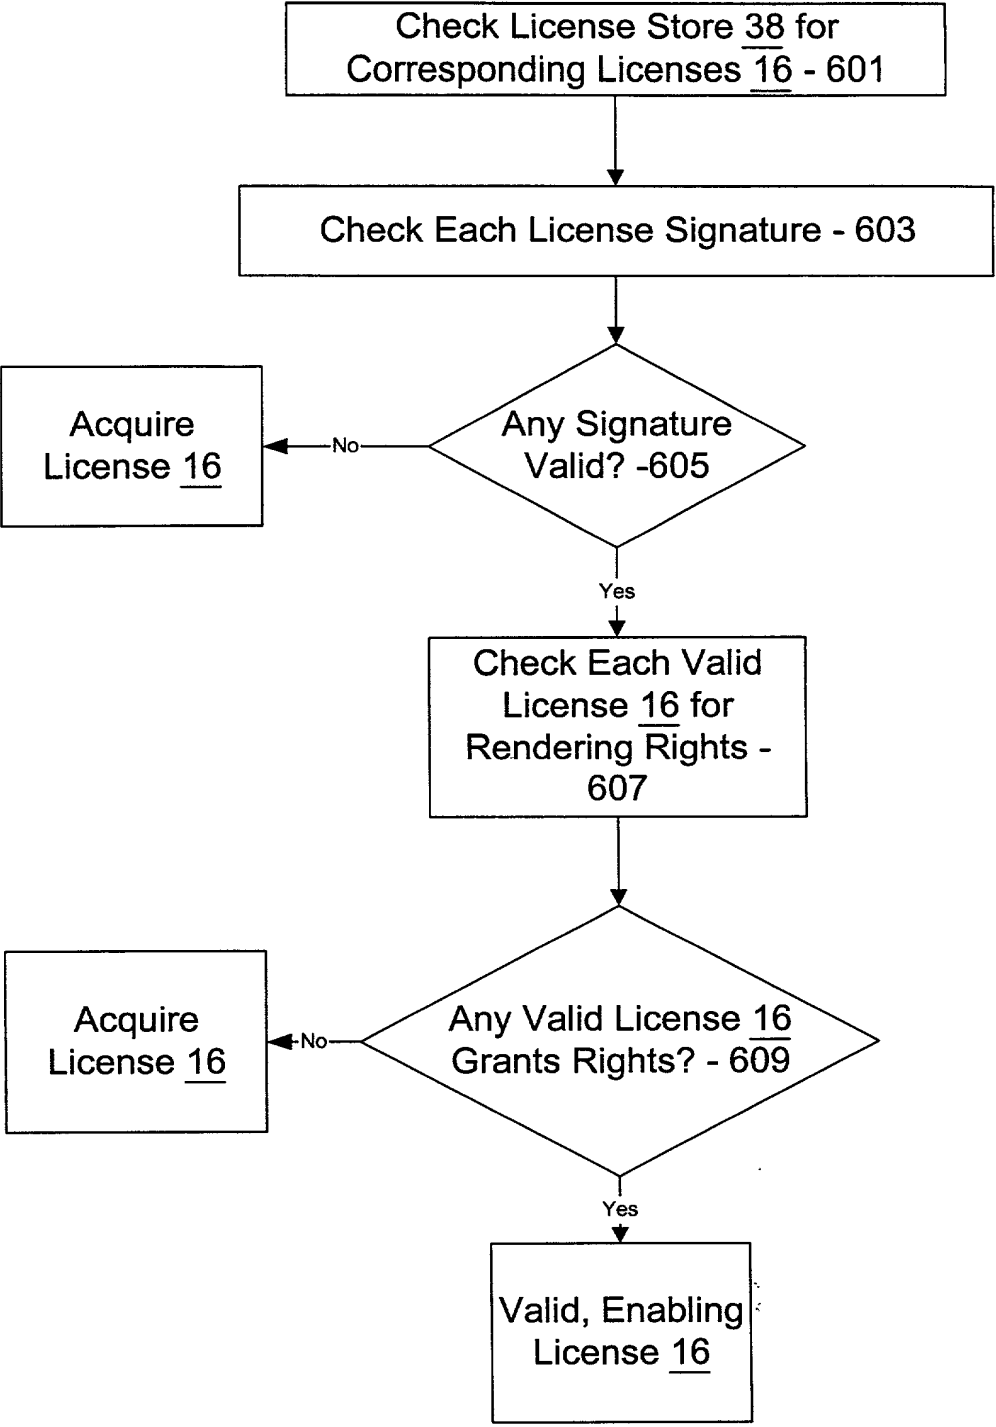 Check License Store 38 for
Corresponding Licenses 16 - 601
Check Each License Signature - 603
Any Signature
Valid? -605
No
Acquire
License 16
Yes
Check Each Valid
License 16 for
Rendering Rights -
607
Any Valid License 16
Grants Rights? - 609
No
Acquire
License 16
Yes
Valid, Enabling
License 16